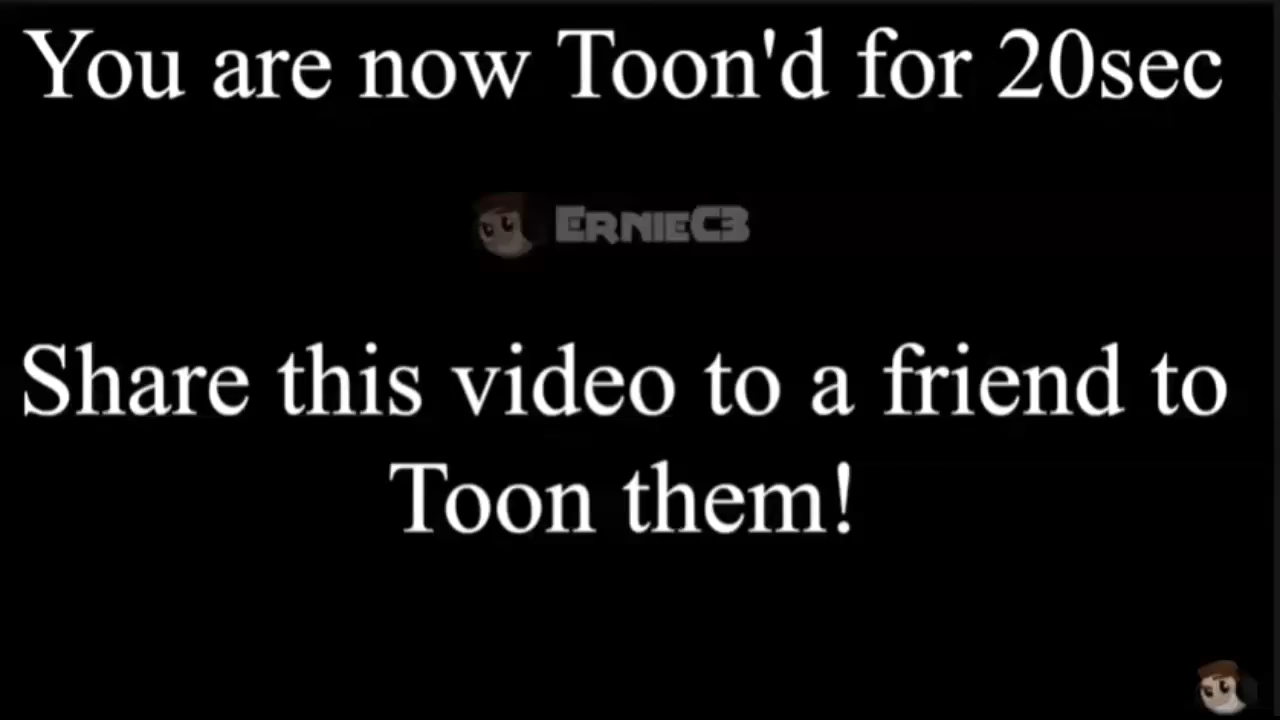 You are now Toon'd for 20sec
ErnieC3
Share this video to a friend to
Toon them!